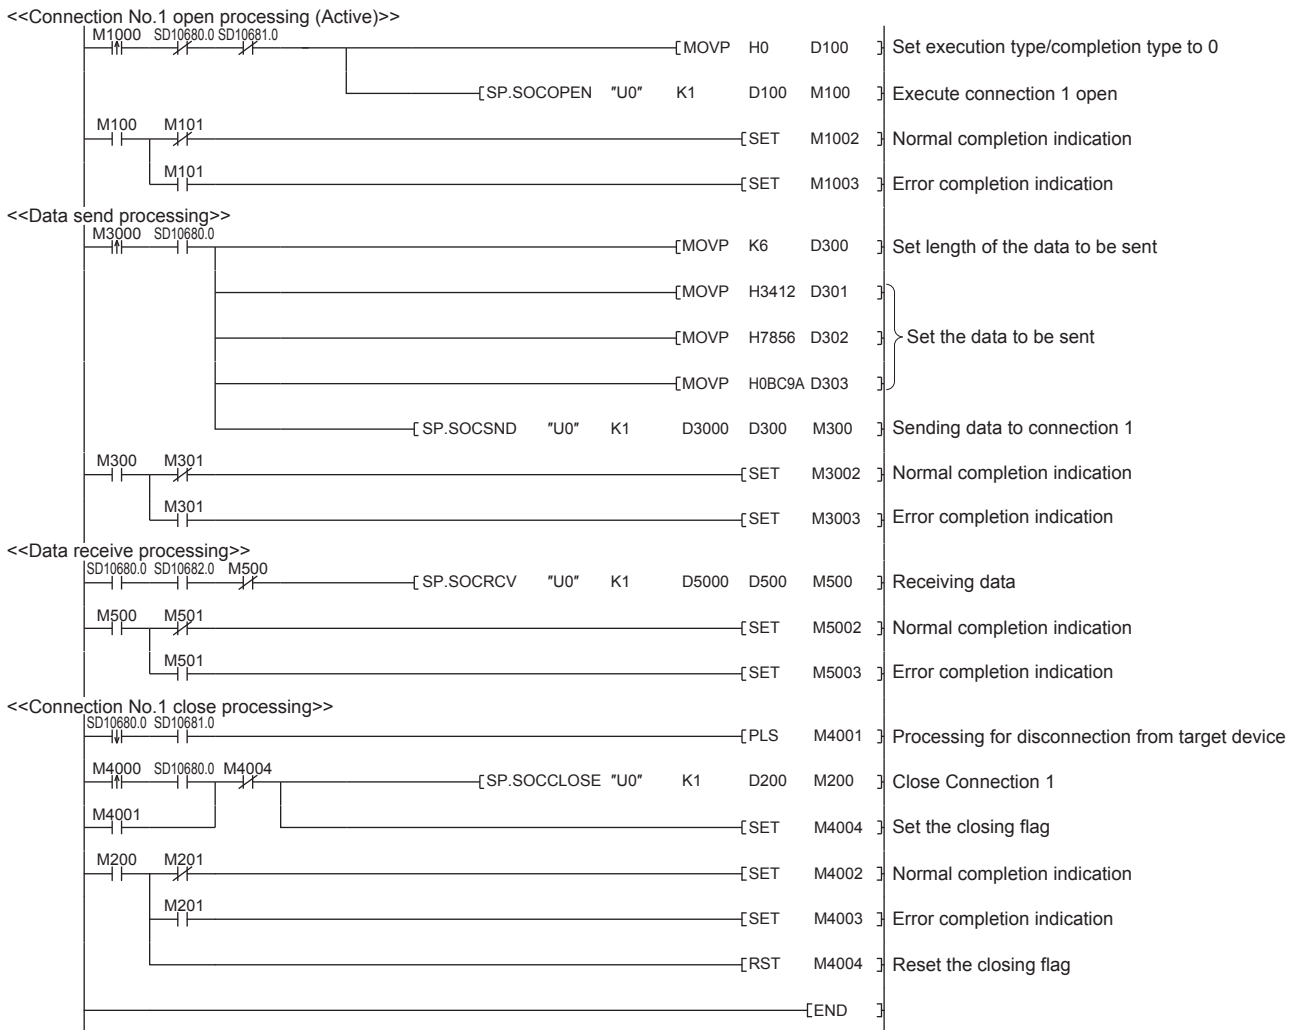 <<Connection No.1 open processing (Active)>>
M1000 SD10680.0 SD10681.0
MOVP H0 D100 Set execution type/completion type to 0
SP.SOCOPEN "U0" K1 D100 M100 Execute connection 1 open
M100 M101
SET M1002 Normal completion indication
M101
SET M1003 Error completion indication
<<Data send processing>>
M3000 SD10680.0
MOVP K6 D300 Set length of the data to be sent
MOVP H3412 D301
MOVP H7856 D302 Set the data to be sent
MOVP H0BC9A D303
SP.SOCSND "U0" K1 D3000 D300 M300 Sending data to connection 1
M300 M301
SET M3002 Normal completion indication
M301
SET M3003 Error completion indication
<<Data receive processing>>
SD10680.0 SD10682.0 M500
SP.SOCRCV "U0" K1 D5000 D500 M500 Receiving data
M500 M501
SET M5002 Normal completion indication
M501
SET M5003 Error completion indication
<<Connection No.1 close processing>>
SD10680.0 SD10681.0
PLS M4001 Processing for disconnection from target device
M4000 SD10680.0 M4004
SP.SOCCLOSE "U0" K1 D200 M200 Close Connection 1
M4001
SET M4004 Set the closing flag
M200 M201
SET M4002 Normal completion indication
M201
SET M4003 Error completion indication
RST M4004 Reset the closing flag
END